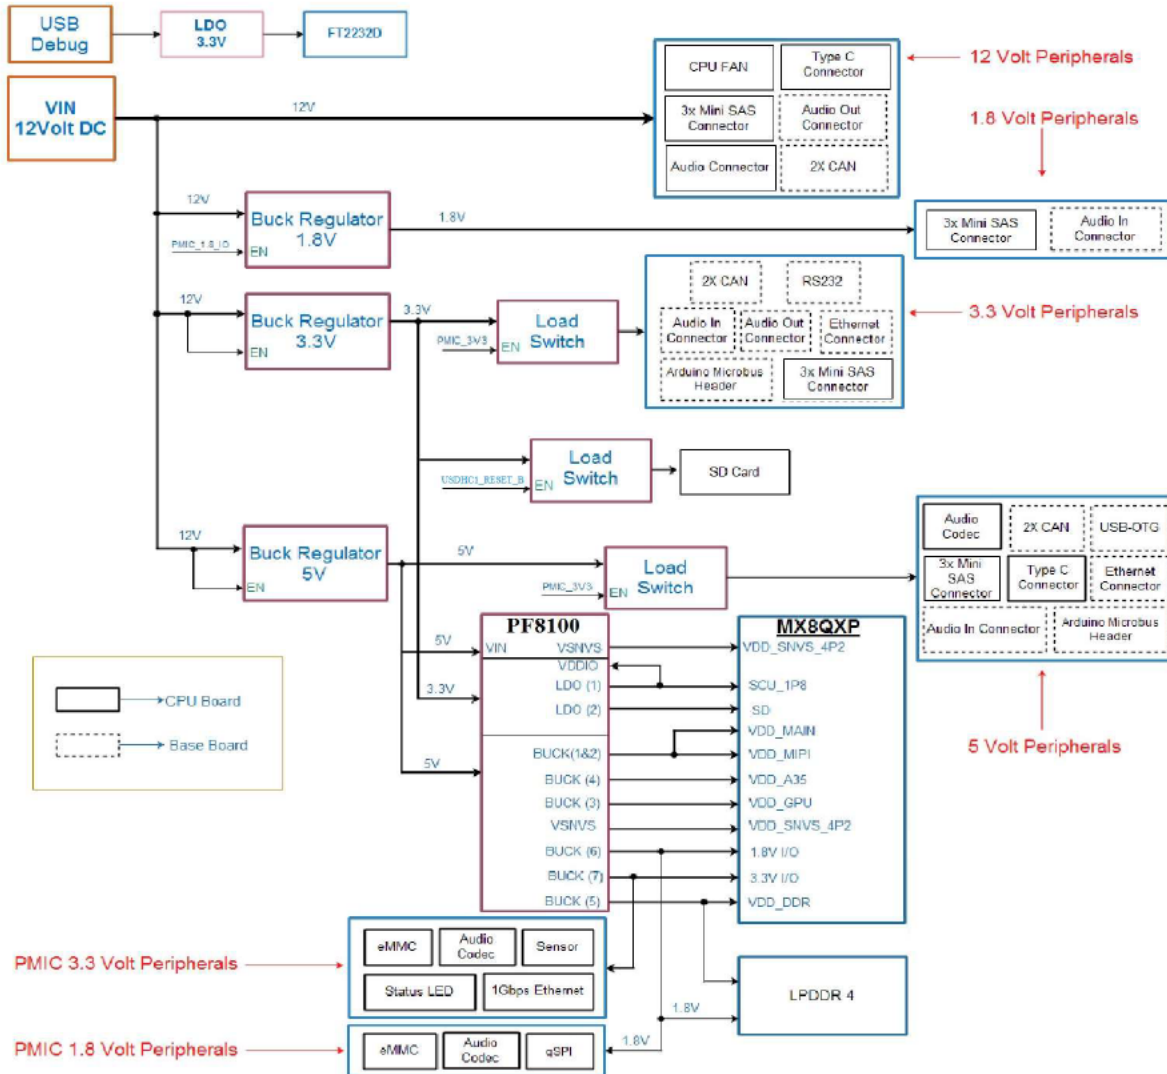 USB
Debug
LDO
3.3V
FT2232D
VIN
12Volt DC
12V
CPU FAN
Type C
Connector
3x Mini SAS
Connector
Audio Out
Connector
Audio Connector
2X CAN
12 Volt Peripherals
1.8 Volt Peripherals
12V
Buck Regulator
1.8V
PMIC_1.8_IO
EN
1.8V
3x Mini SAS
Connector
Audio In
Connector
12V
Buck Regulator
3.3V
EN
3.3V
Load
Switch
PMIC_3V3
EN
2X CAN
RS232
Audio In
Connector
Audio Out
Connector
Ethernet
Connector
Arduino Microbus
Header
3x Mini SAS
Connector
3.3 Volt Peripherals
Load
Switch
USDHC1_RESET_B
EN
SD Card
12V
Buck Regulator
5V
EN
5V
Load
Switch
PMIC_3V3
EN
Audio
Codec
2X CAN
USB-OTG
3x Mini
SAS
Connector
Type C
Connector
Ethernet
Connector
Audio In Connector
Arduino Microbus
Header
5 Volt Peripherals
CPU Board
Base Board
PF8100
MX8QXP
5V
VIN
VSNVS
VDD_SNVS_4P2
VDDIO
3.3V
LDO (1)
SCU_1P8
LDO (2)
SD
VDD_MAIN
BUCK(1&2)
VDD_MIPI
5V
BUCK (4)
VDD_A35
BUCK (3)
VDD_GPU
VSNVS
VDD_SNVS_4P2
BUCK (6)
1.8V I/O
BUCK (7)
3.3V I/O
BUCK (5)
VDD_DDR
PMIC 3.3 Volt Peripherals
eMMC
Audio
Codec
Sensor
Status LED
1Gbps Ethernet
LPDDR 4
1.8V
PMIC 1.8 Volt Peripherals
eMMC
Audio
Codec
qSPI
1.8V